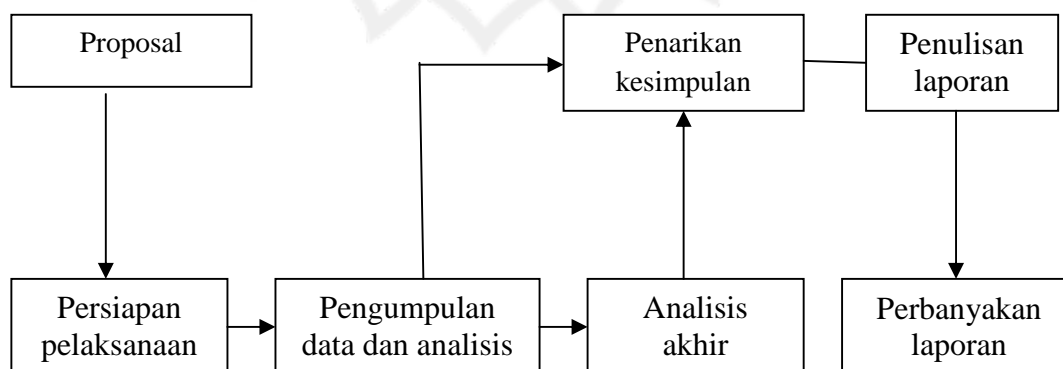 Proposal
Penarikan
kesimpulan
Penulisan
laporan
Persiapan
pelaksanaan
Pengumpulan
data dan analisis
Analisis
akhir
Perbanyakan
laporan